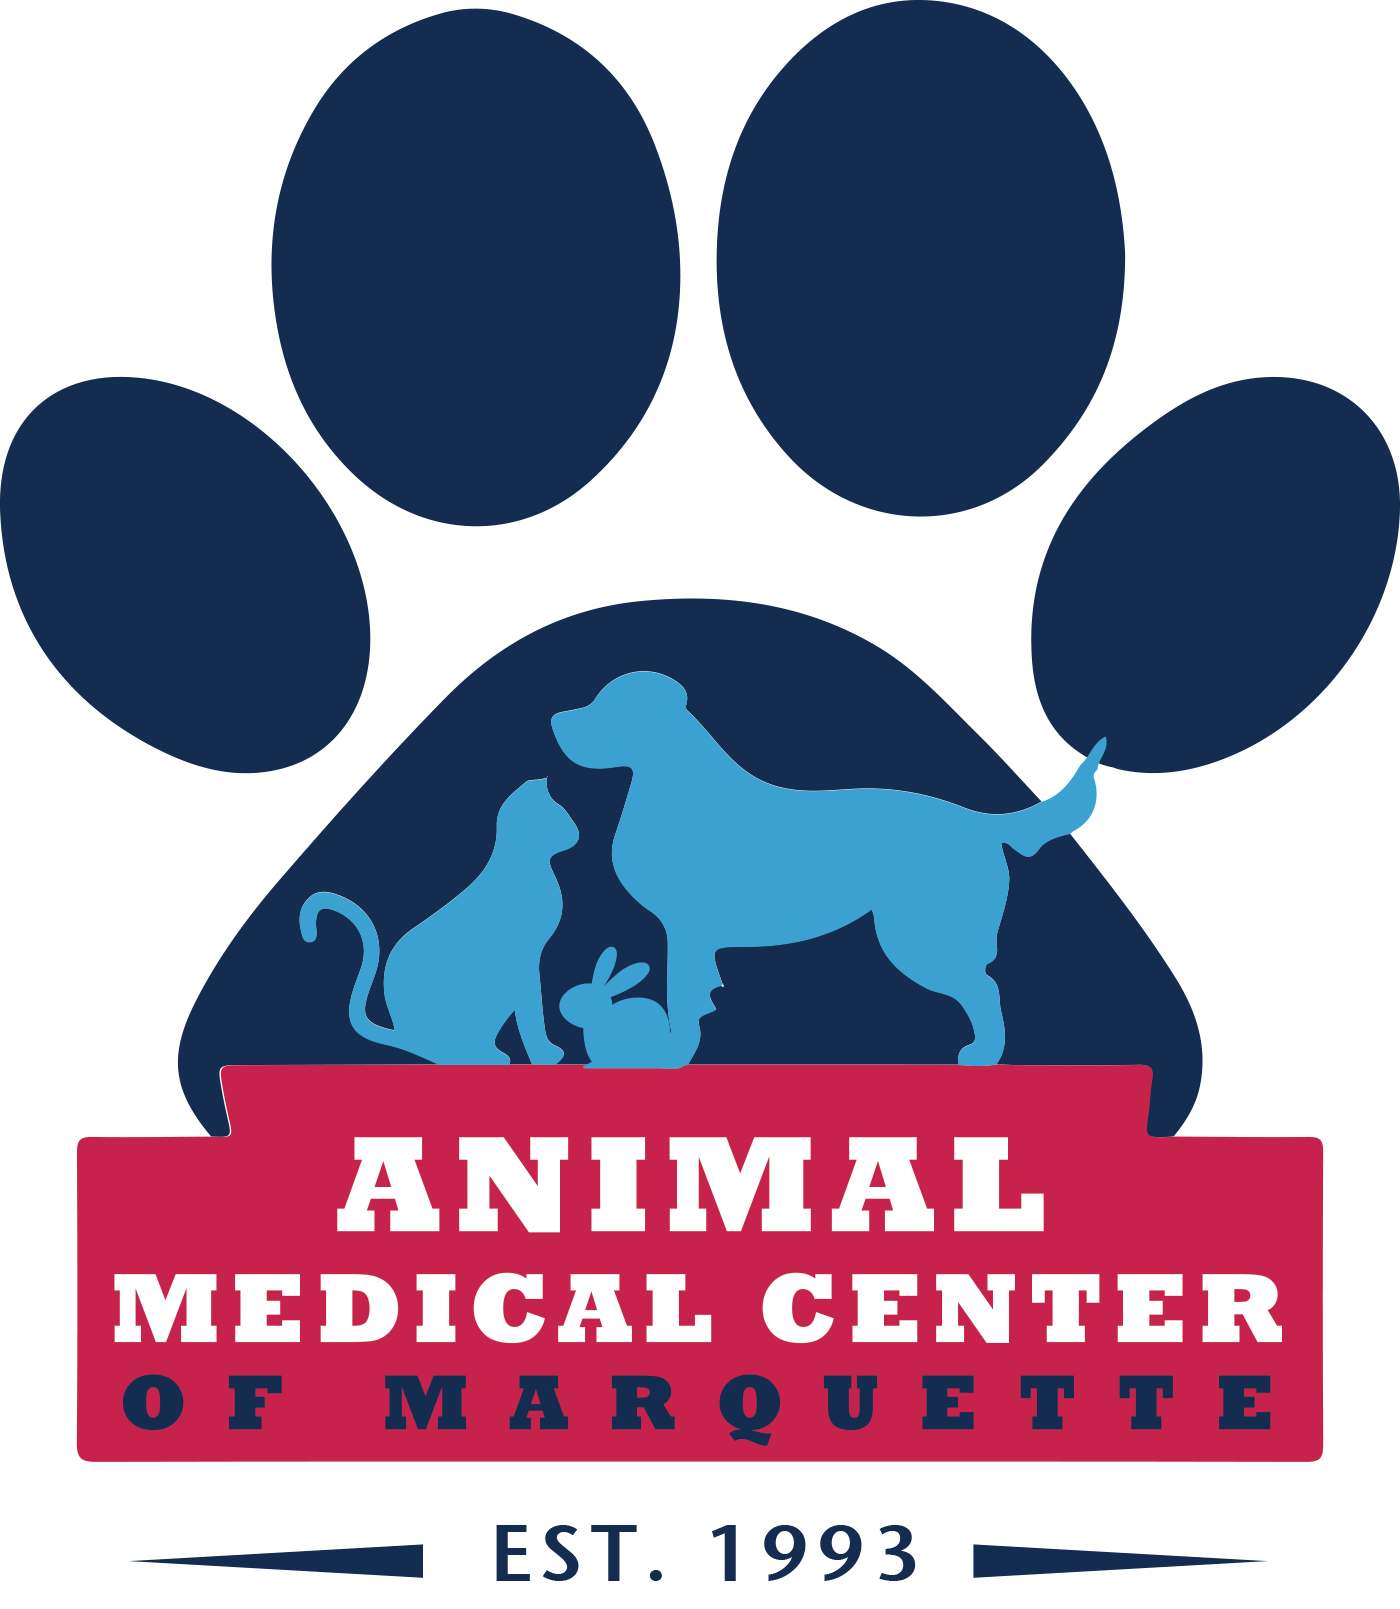 ANIMAL
MEDICAL CENTER
OF MARQUETTE
EST. 1993